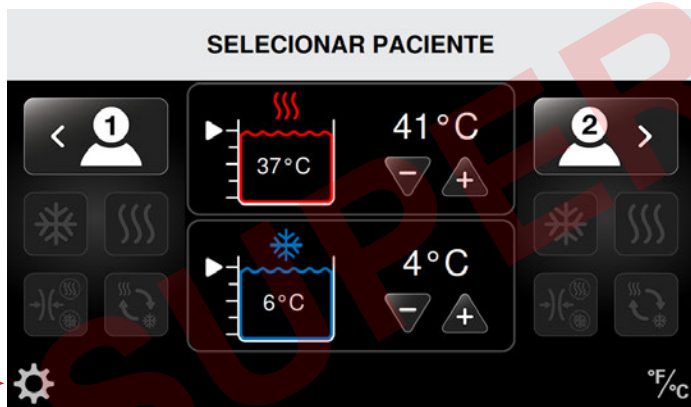 SELECIONAR PACIENTE
1
41°C
2
37°C
4°C
6°C
°F/°C
SUPER